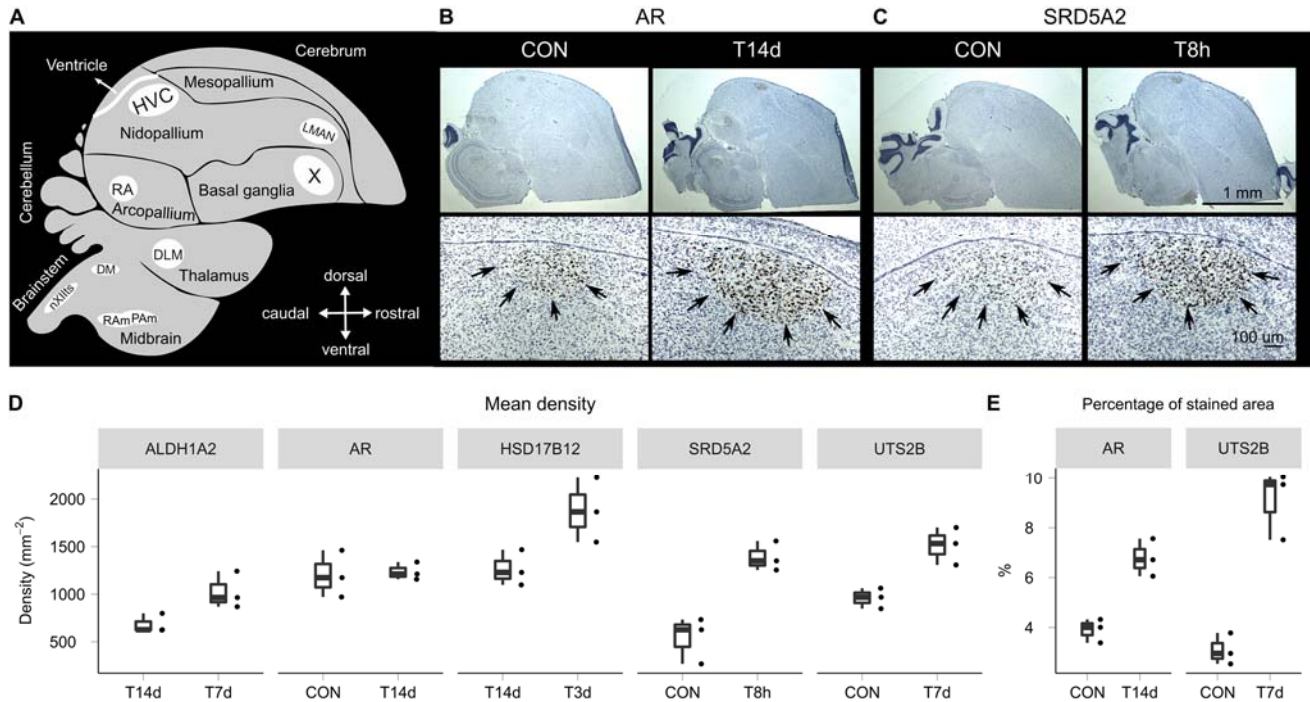 A
Cerebrum
Ventricle
HVC
Mesopallium
Nidopallium
LMAN
X
Basal ganglia
RA
Arcopallium
Cerebellum
DLM
Thalamus
Brainstem
DM
nXIIts
RAm
PAm
Midbrain
dorsal
caudal
rostral
ventral
B
AR
CON
T14d
C
SRD5A2
CON
T8h
1 mm
100 um
D
Mean density
ALDH1A2
AR
HSD17B12
SRD5A2
UTS2B
Density (mm⁻²)
2000
1500
1000
500
T14d T7d
CON T14d
T14d T3d
CON T8h
CON T7d
E
Percentage of stained area
AR
UTS2B
%
10
8
6
4
CON T14d
CON T7d